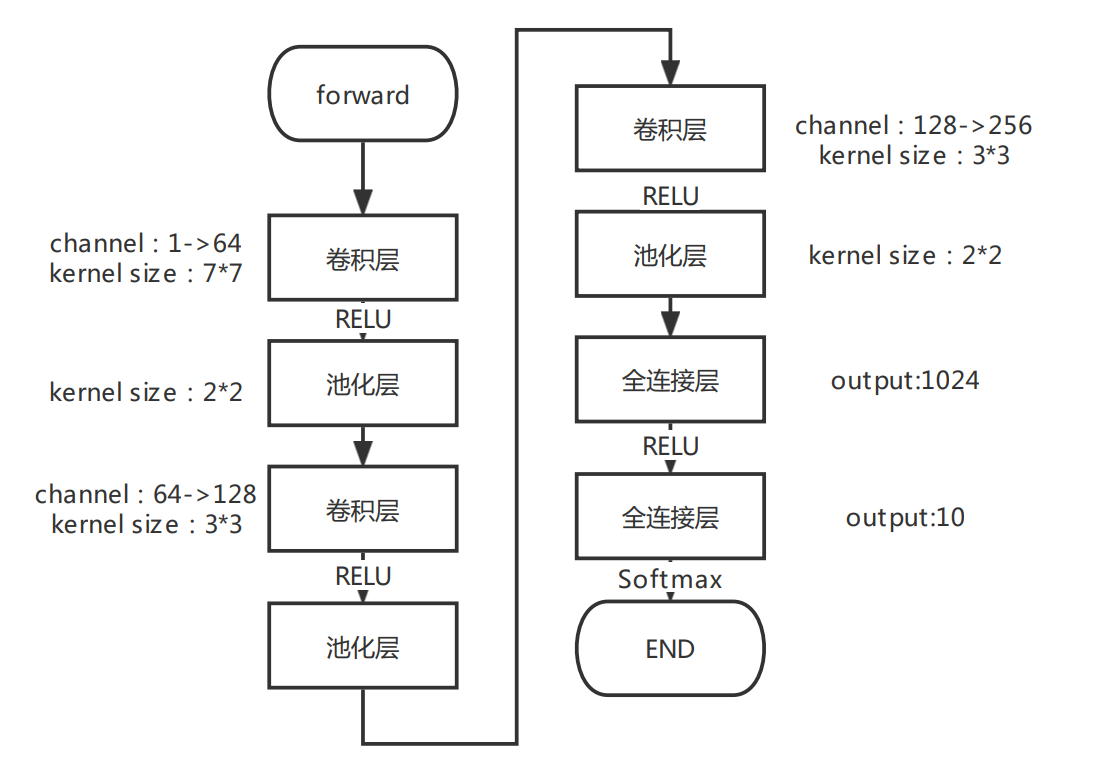 forward
channel：1->64
kernel size：7*7
卷积层
RELU
kernel size：2*2
池化层
channel：64->128
kernel size：3*3
卷积层
RELU
池化层
卷积层
channel：128->256
kernel size：3*3
RELU
池化层
kernel size：2*2
全连接层
output:1024
RELU
全连接层
output:10
Softmax
END